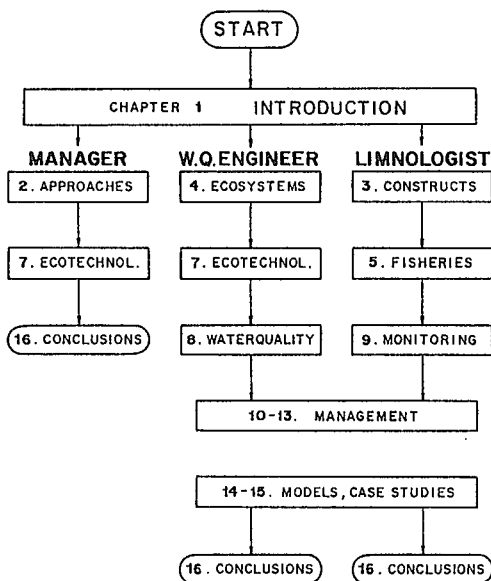 START
CHAPTER 1 INTRODUCTION
MANAGER W.Q. ENGINEER LIMNOLOGIST
2. APPROACHES 4. ECOSYSTEMS 3. CONSTRUCTS
7. ECOTECHNOL. 7. ECOTECHNOL. 5. FISHERIES
16. CONCLUSIONS 8. WATERQUALITY 9. MONITORING
10-13. MANAGEMENT
14-15. MODELS, CASE STUDIES
16. CONCLUSIONS 16. CONCLUSIONS